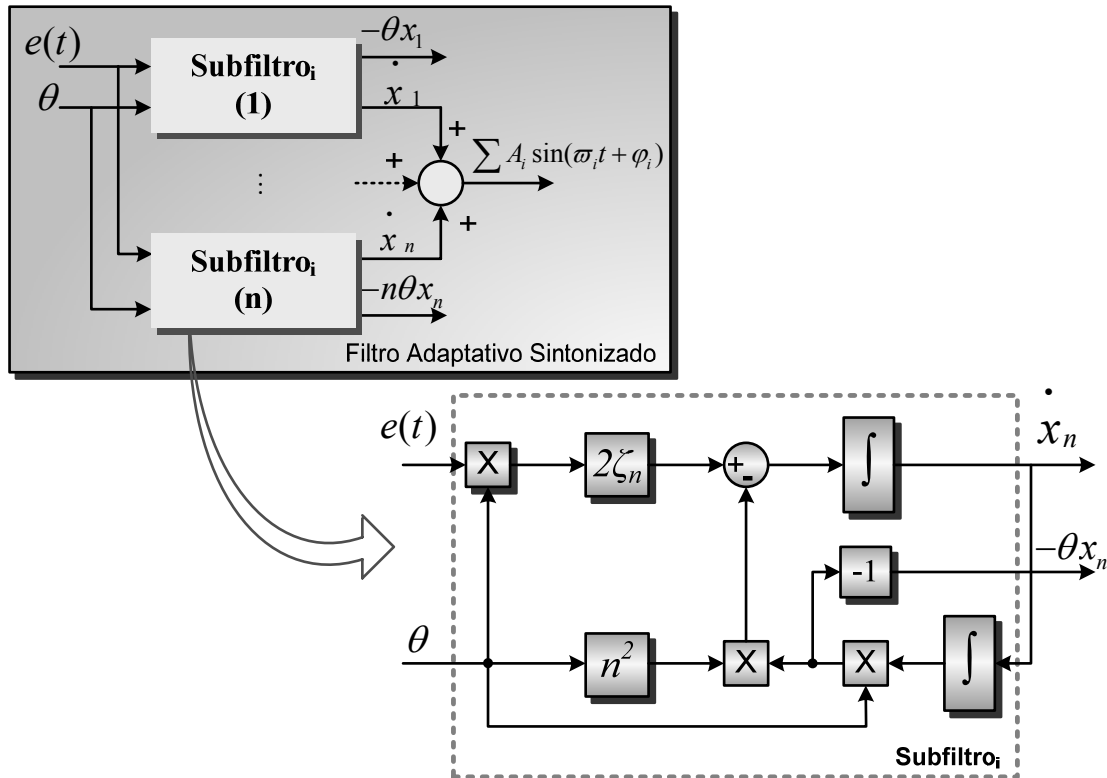 e(t)
θ
Subfiltroᵢ
(1)
−θx₁
ẋ₁
+
+
+
∑ Aᵢ sin(ϖᵢt + φᵢ)
⋮
Subfiltroᵢ
(n)
ẋₙ
−nθxₙ
Filtro Adaptativo Sintonizado
e(t)
X
2ζₙ
+
-
∫
ẋₙ
-1
−θxₙ
θ
n²
X
X
∫
Subfiltroᵢ